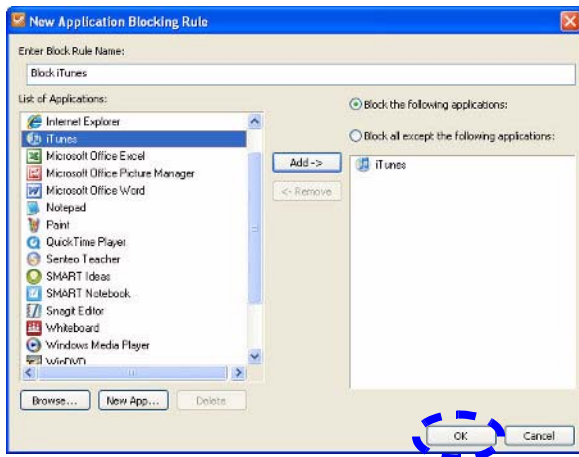 New Application Blocking Rule
Enter Block Rule Name:
Block iTunes
List of Applications:
Internet Explorer
iTunes
Microsoft Office Excel
Microsoft Office Picture Manager
Microsoft Office Word
Notepad
Paint
QuickTime Player
Senteo Teacher
SMART Ideas
SMART Notebook
Snagit Editor
Whiteboard
Windows Media Player
WinDVD
Browse...
New App...
Delete
Add ->
<- Remove
Block the following applications:
Block all except the following applications:
iTunes
OK
Cancel